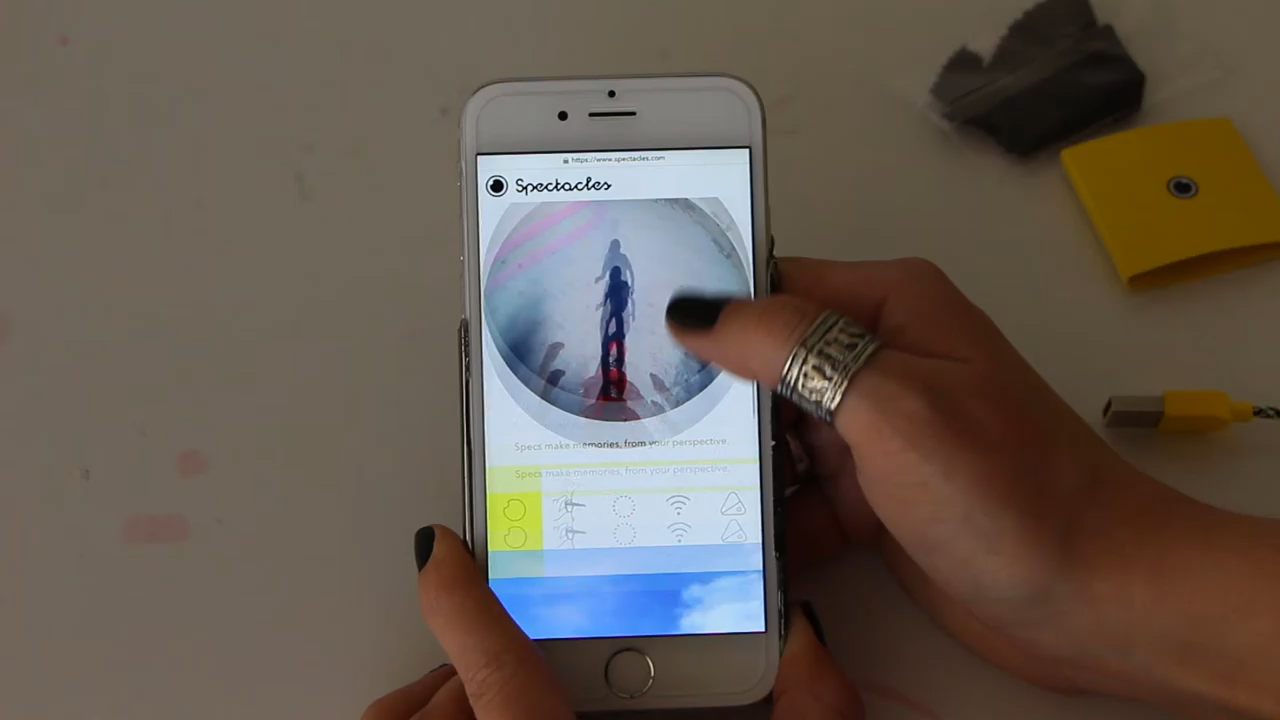 https://www.spectacles.com
Spectacles
Specs make memories, from your perspective.
Specs make memories, from your perspective.